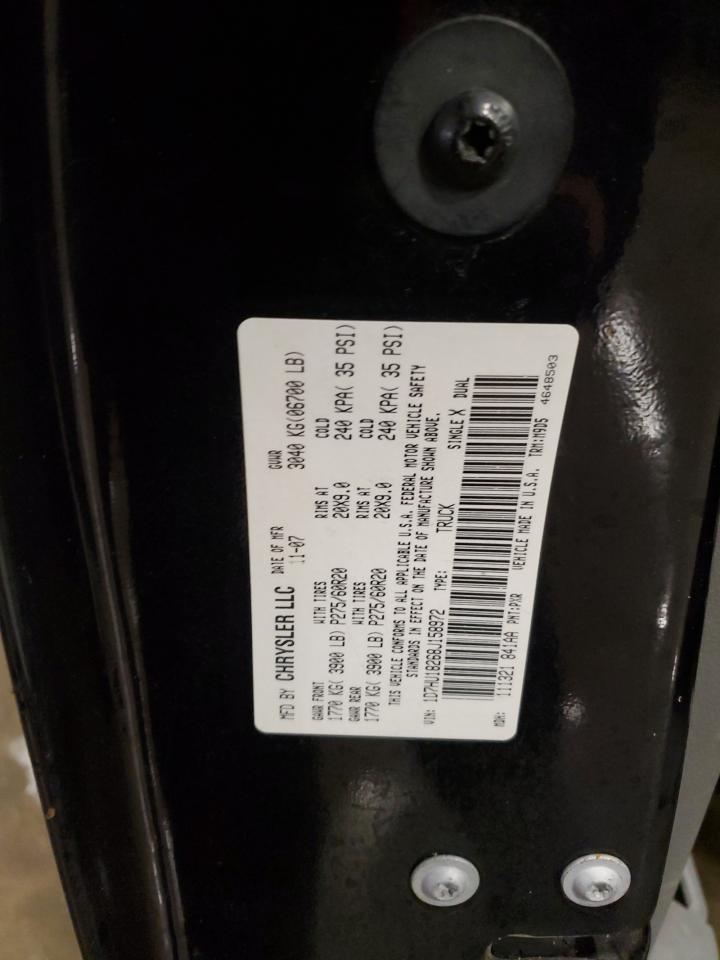 MFD BY CHRYSLER LLC DATE OF MFR 11-07 GVWR 3040 KG(06700 LB)
GAWR FRONT WITH TIRES RIMS AT COLD
1770 KG( 3900 LB) P275/60R20 20X9.0 240 KPA( 35 PSI)
GAWR REAR WITH TIRES RIMS AT COLD
1770 KG( 3900 LB) P275/60R20 20X9.0 240 KPA( 35 PSI)
THIS VEHICLE CONFORMS TO ALL APPLICABLE U.S.A. FEDERAL MOTOR VEHICLE SAFETY
STANDARDS IN EFFECT ON THE DATE OF MANUFACTURE SHOWN ABOVE.
VIN: 1D7HU18268J158972 TYPE: TRUCK SINGLE X DUAL
MDH: 111321 841AA PNT:PXR VEHICLE MADE IN U.S.A. TRM:M9D5 4648503